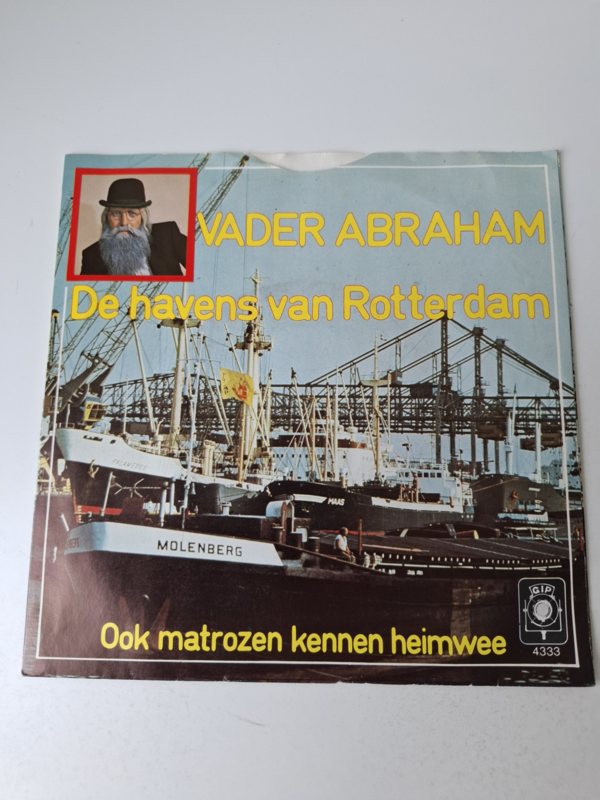 VADER ABRAHAM
De havens van Rotterdam
MAAS
MOLENBERG
GIP
Ook matrozen kennen heimwee
4333